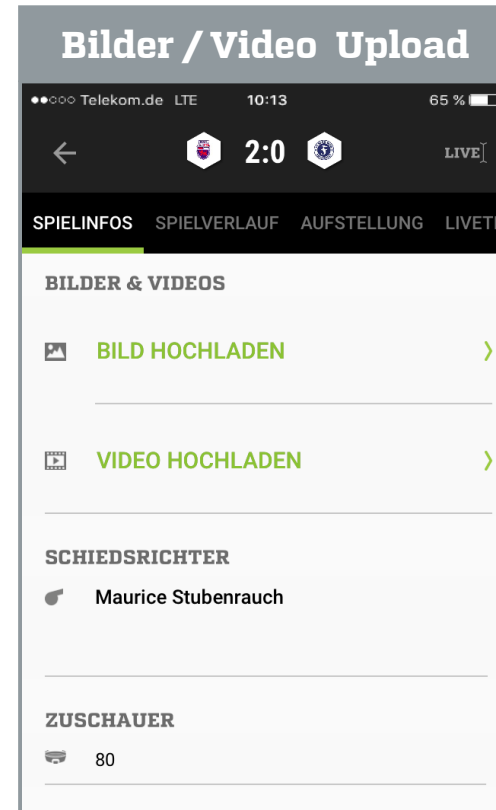 Bilder / Video Upload
Telekom.de LTE 10:13 65 %
2:0 LIVE
SPIELINFOS SPIELVERLAUF AUFSTELLUNG LIVETI
BILDER & VIDEOS
BILD HOCHLADEN
VIDEO HOCHLADEN
SCHIEDSRICHTER
Maurice Stubenrauch
ZUSCHAUER
80